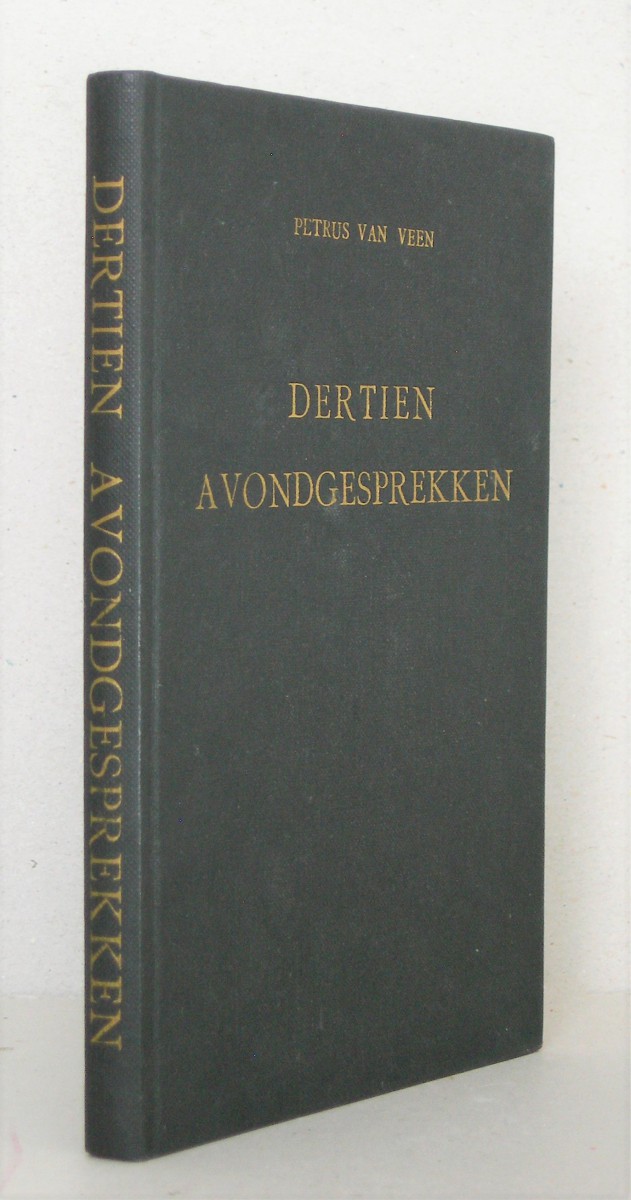 DERTIEN AVONDGESPREKKEN
PETRUS VAN VEEN
DERTIEN
AVONDGESPREKKEN